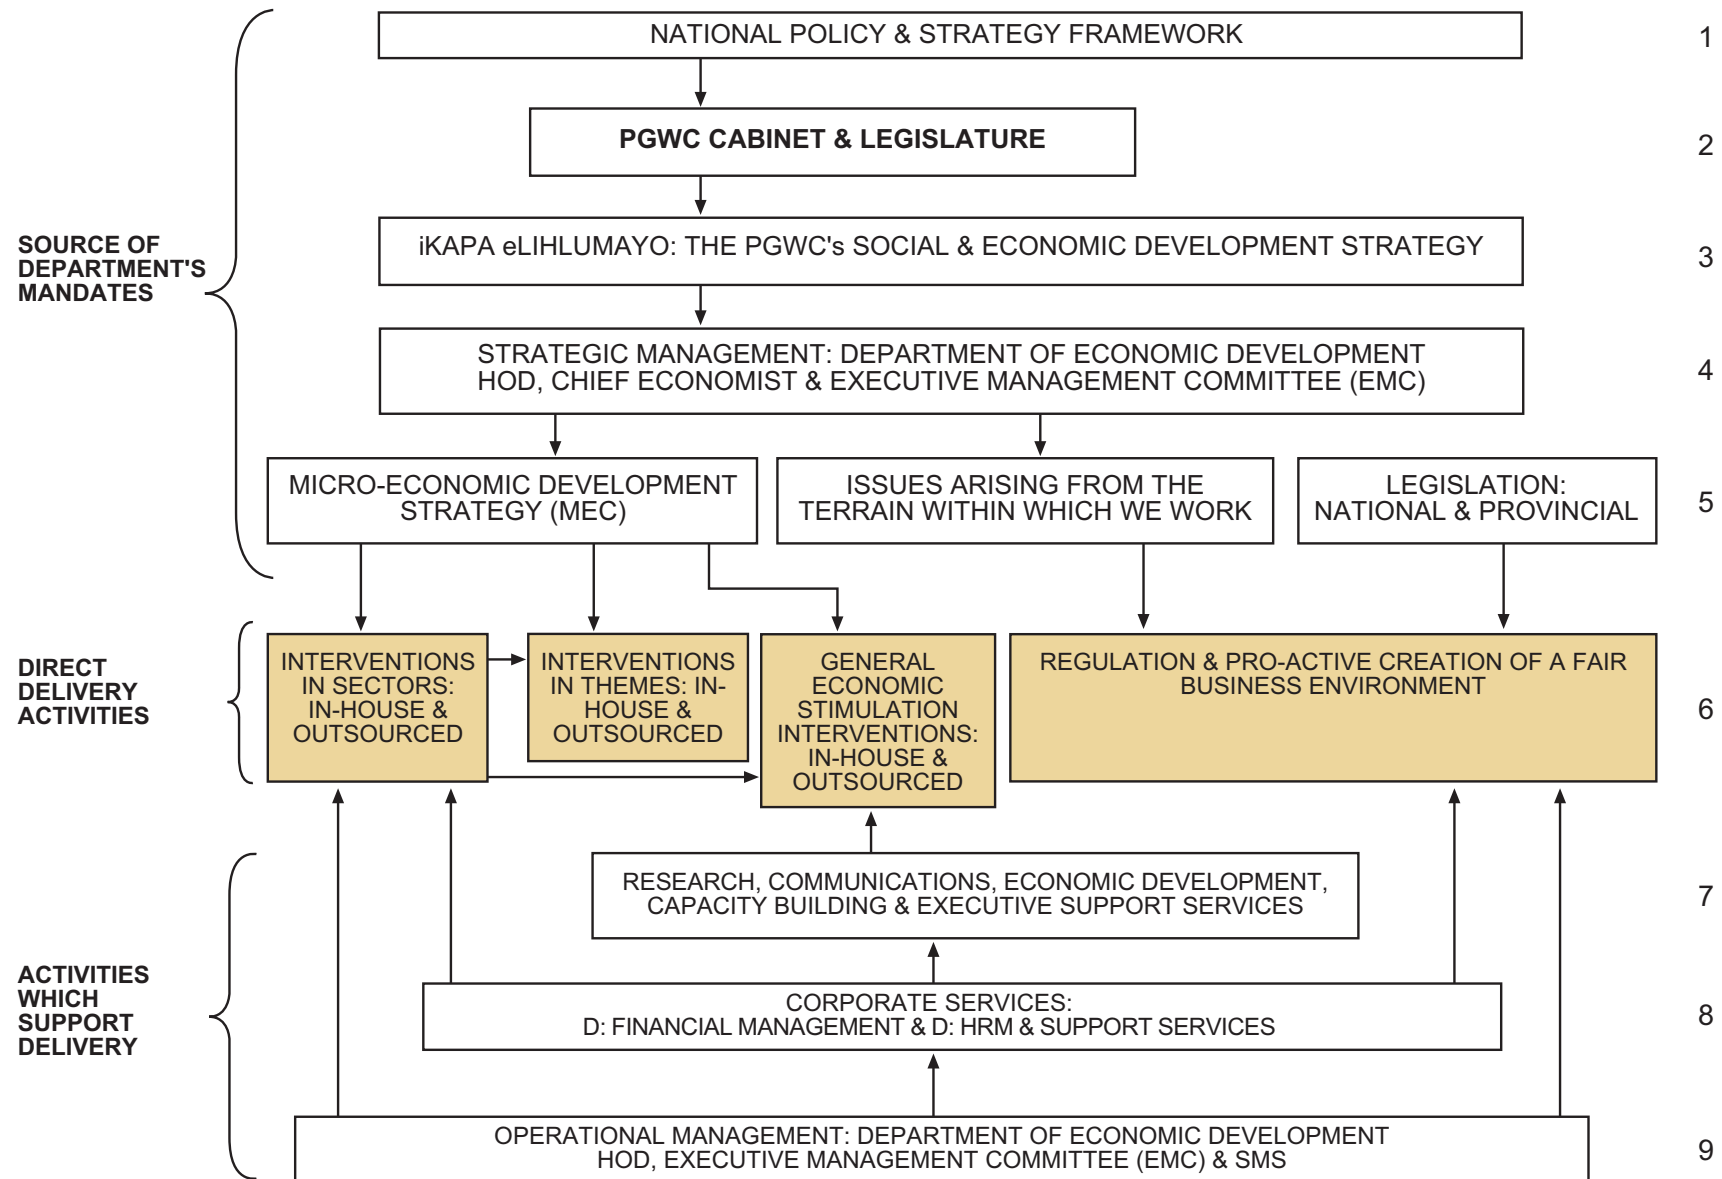 NATIONAL POLICY & STRATEGY FRAMEWORK
1
PGWC CABINET & LEGISLATURE
2
SOURCE OF
DEPARTMENT'S
MANDATES
iKAPA eLIHLUMAYO: THE PGWC's SOCIAL & ECONOMIC DEVELOPMENT STRATEGY
3
STRATEGIC MANAGEMENT: DEPARTMENT OF ECONOMIC DEVELOPMENT
HOD, CHIEF ECONOMIST & EXECUTIVE MANAGEMENT COMMITTEE (EMC)
4
MICRO-ECONOMIC DEVELOPMENT
STRATEGY (MEC)
ISSUES ARISING FROM THE
TERRAIN WITHIN WHICH WE WORK
LEGISLATION:
NATIONAL & PROVINCIAL
5
DIRECT
DELIVERY
ACTIVITIES
INTERVENTIONS
IN SECTORS:
IN-HOUSE &
OUTSOURCED
INTERVENTIONS
IN THEMES: IN-
HOUSE &
OUTSOURCED
GENERAL
ECONOMIC
STIMULATION
INTERVENTIONS:
IN-HOUSE &
OUTSOURCED
REGULATION & PRO-ACTIVE CREATION OF A FAIR
BUSINESS ENVIRONMENT
6
RESEARCH, COMMUNICATIONS, ECONOMIC DEVELOPMENT,
CAPACITY BUILDING & EXECUTIVE SUPPORT SERVICES
7
ACTIVITIES
WHICH
SUPPORT
DELIVERY
CORPORATE SERVICES:
D: FINANCIAL MANAGEMENT & D: HRM & SUPPORT SERVICES
8
OPERATIONAL MANAGEMENT: DEPARTMENT OF ECONOMIC DEVELOPMENT
HOD, EXECUTIVE MANAGEMENT COMMITTEE (EMC) & SMS
9